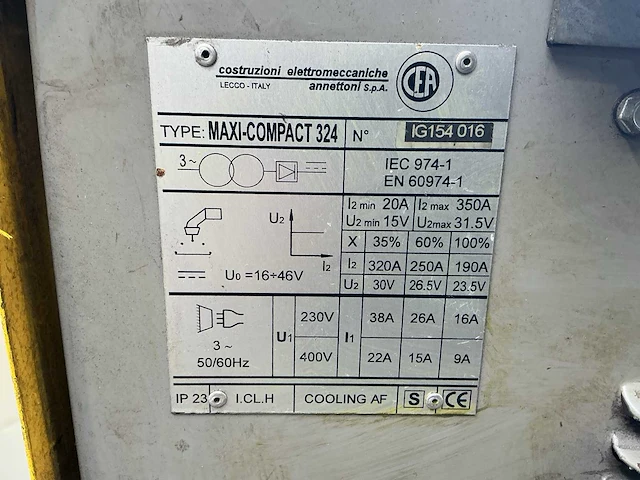 costruzioni elettromeccaniche
LECCO - ITALY annettoni S.p.A.
CEA
TYPE: MAXI-COMPACT 324 N° IG154 016
3~
IEC 974-1
EN 60974-1
I2 min 20A I2 max 350A
U2 min 15V U2max 31.5V
U2
X 35% 60% 100%
I2
I2 320A 250A 190A
U0 =16÷46V
U2 30V 26.5V 23.5V
3 ~
50/60Hz
U1
230V
400V
I1
38A 26A 16A
22A 15A 9A
IP 23 I.CL.H COOLING AF S CE